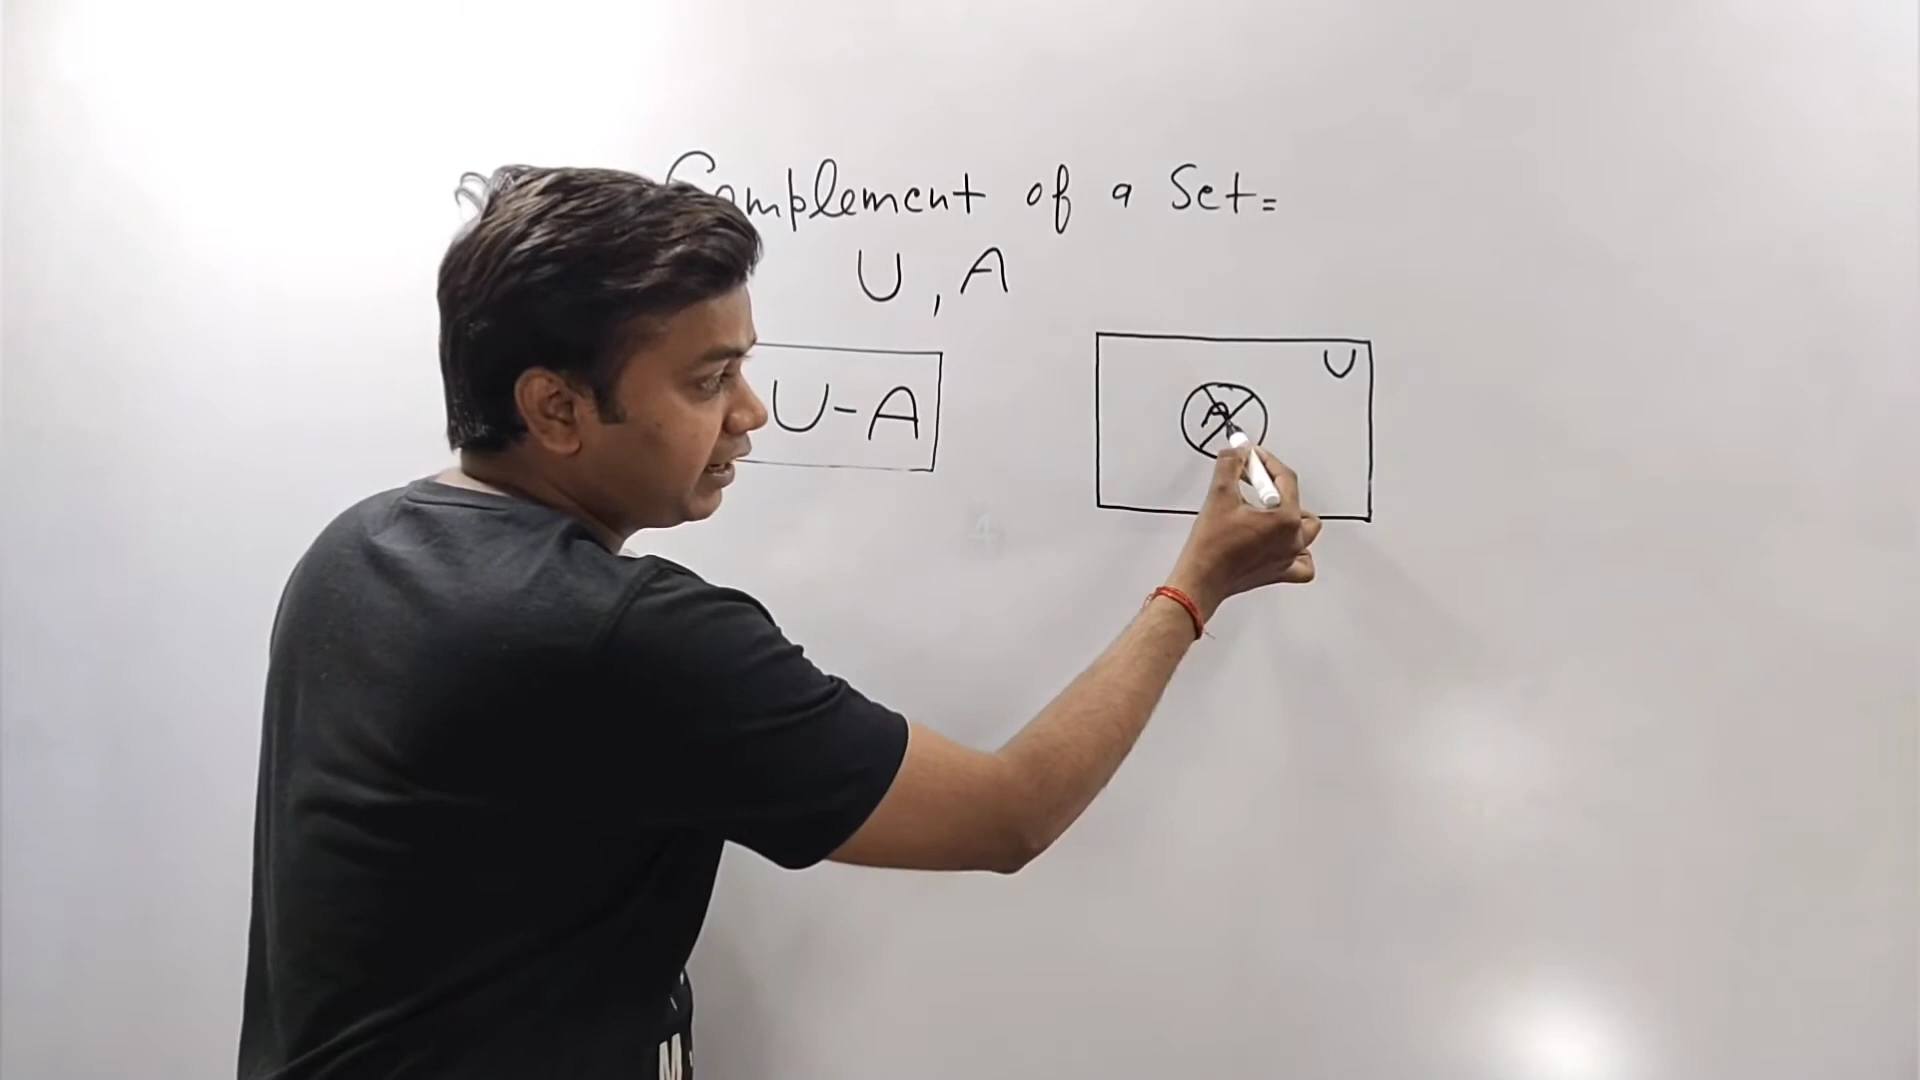 Complement of a Set=
U, A
U-A
U
A
M